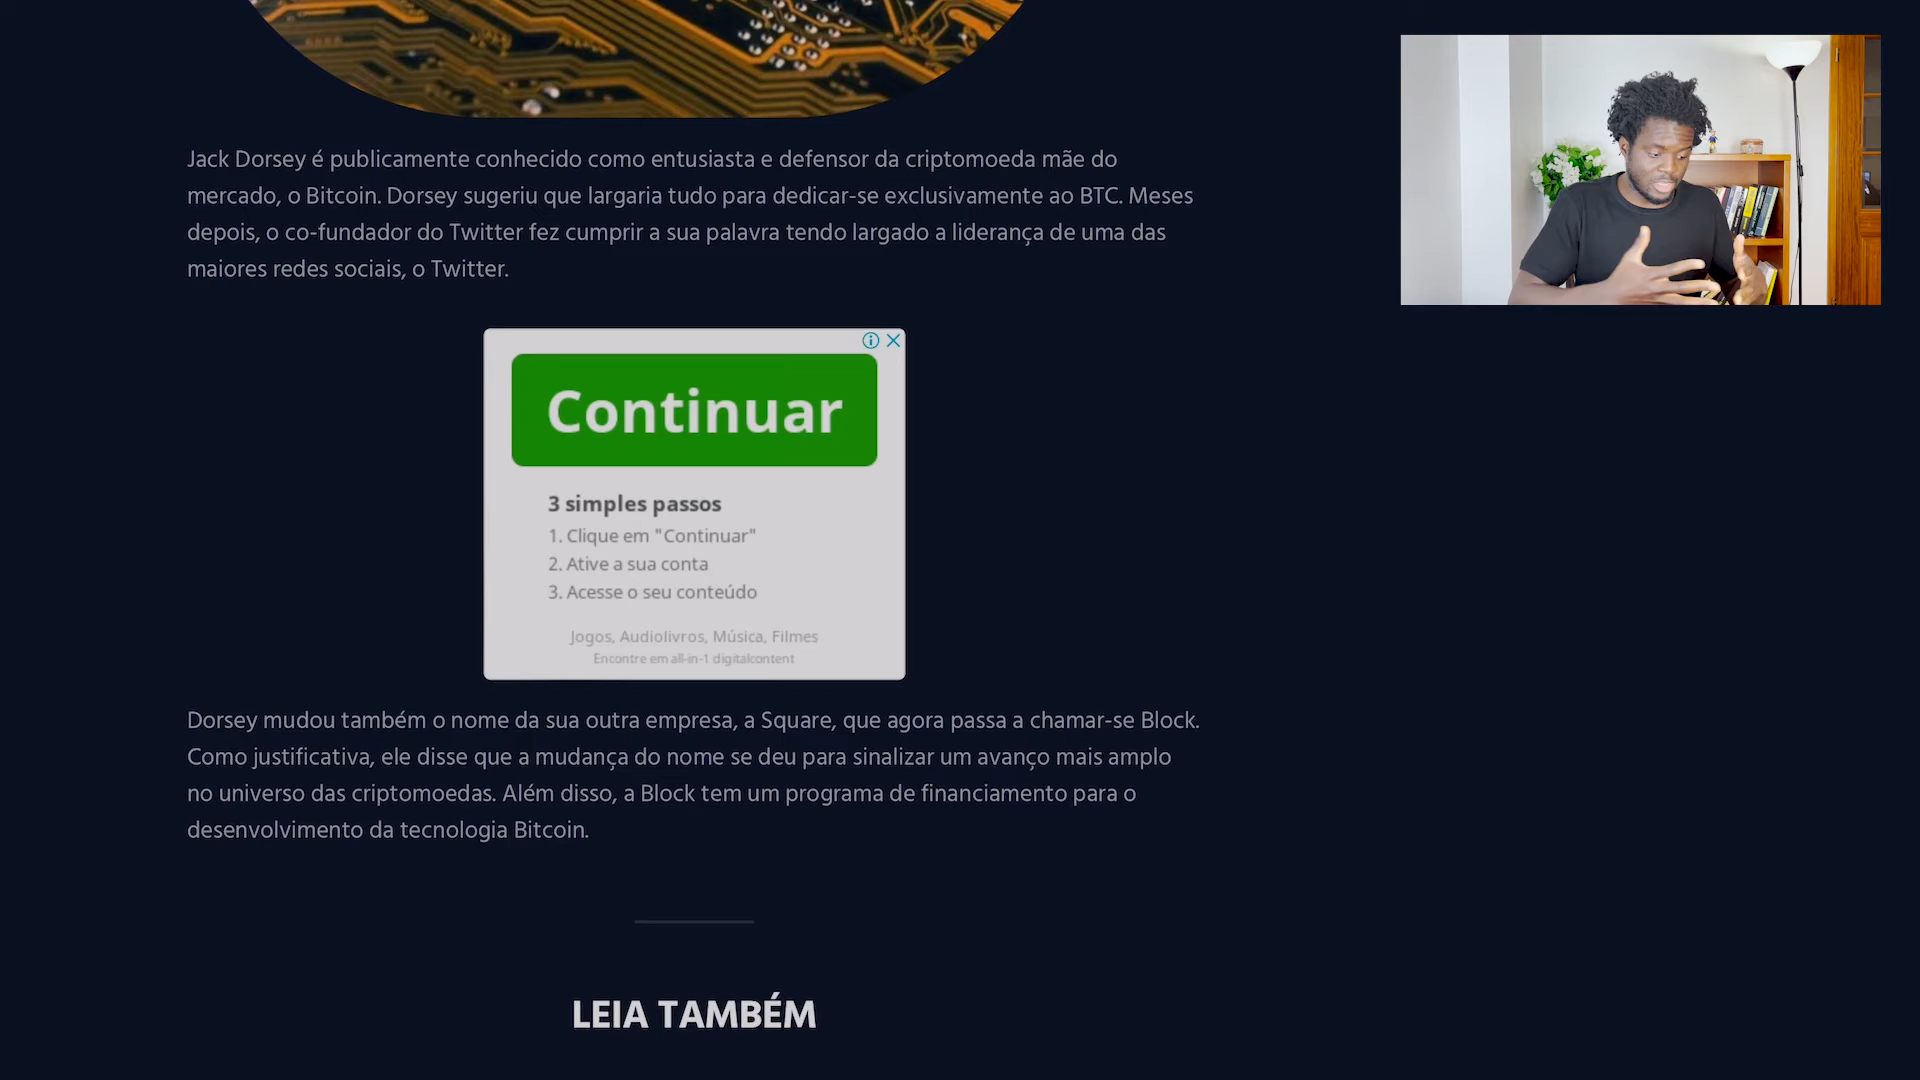 Jack Dorsey é publicamente conhecido como entusiasta e defensor da criptomoeda mãe do
mercado, o Bitcoin. Dorsey sugeriu que largaria tudo para dedicar-se exclusivamente ao BTC. Meses
depois, o co-fundador do Twitter fez cumprir a sua palavra tendo largado a liderança de uma das
maiores redes sociais, o Twitter.
Continuar
3 simples passos
1. Clique em "Continuar"
2. Ative a sua conta
3. Acesse o seu conteúdo
Jogos, Audiolivros, Música, Filmes
Encontre em all-in-1 digitalcontent
Dorsey mudou também o nome da sua outra empresa, a Square, que agora passa a chamar-se Block.
Como justificativa, ele disse que a mudança do nome se deu para sinalizar um avanço mais amplo
no universo das criptomoedas. Além disso, a Block tem um programa de financiamento para o
desenvolvimento da tecnologia Bitcoin.
LEIA TAMBÉM